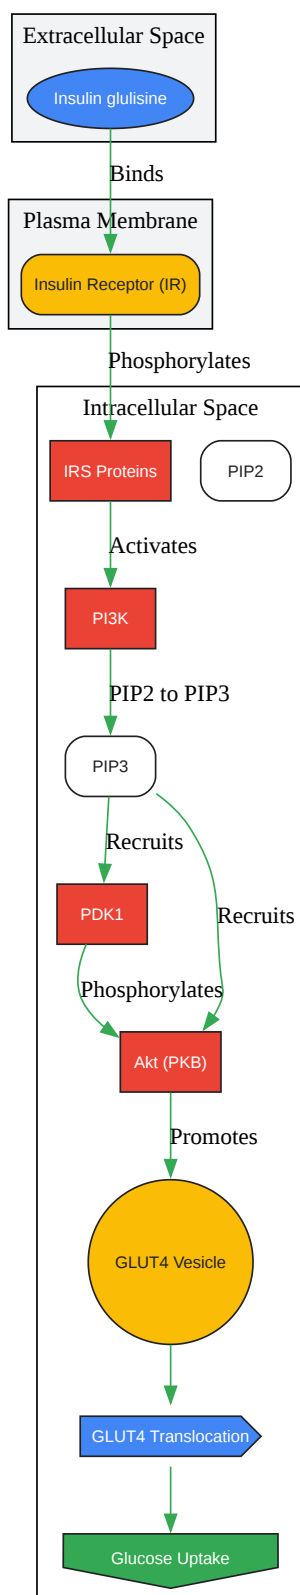 Extracellular Space
Insulin glulisine
Binds
Plasma Membrane
Insulin Receptor (IR)
Phosphorylates
Intracellular Space
IRS Proteins
PIP2
Activates
PI3K
PIP2 to PIP3
PIP3
Recruits
PDK1
Recruits
Phosphorylates
Akt (PKB)
Promotes
GLUT4 Vesicle
GLUT4 Translocation
Glucose Uptake